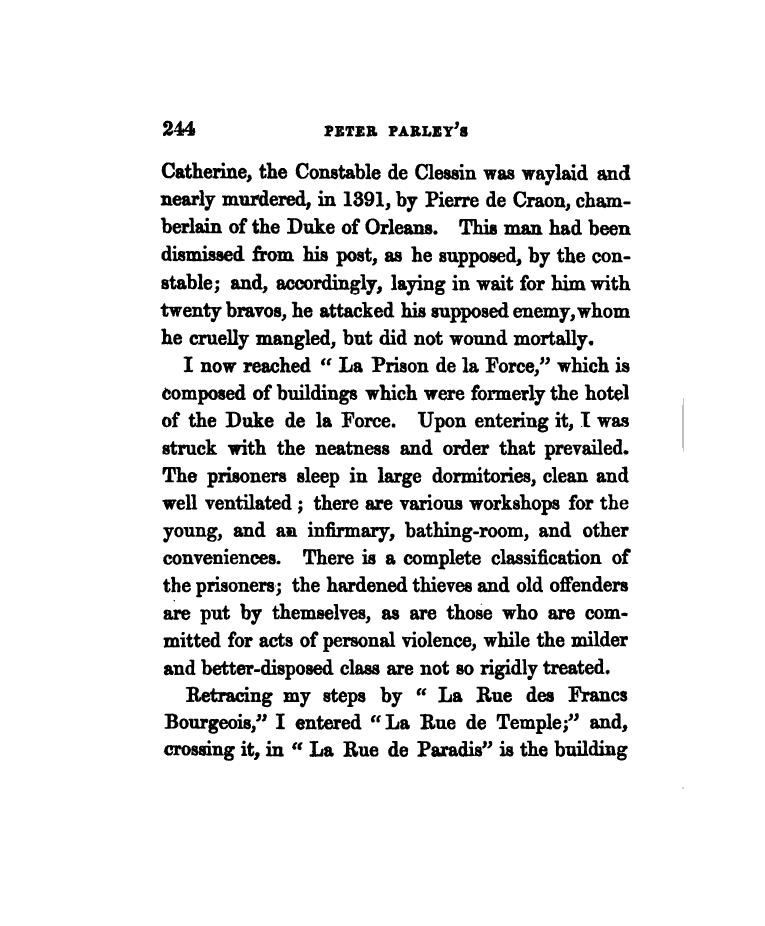 244 PETER PARLEY'S
Catherine, the Constable de Clessin was waylaid and
nearly murdered, in 1391, by Pierre de Craon, cham-
berlain of the Duke of Orleans. This man had been
dismissed from his post, as he supposed, by the con-
stable; and, accordingly, laying in wait for him with
twenty bravos, he attacked his supposed enemy, whom
he cruelly mangled, but did not wound mortally.
I now reached “ La Prison de la Force,” which is
composed of buildings which were formerly the hotel
of the Duke de la Force. Upon entering it, I was
struck with the neatness and order that prevailed.
The prisoners sleep in large dormitories, clean and
well ventilated ; there are various workshops for the
young, and an infirmary, bathing-room, and other
conveniences. There is a complete classification of
the prisoners; the hardened thieves and old offenders
are put by themselves, as are those who are com-
mitted for acts of personal violence, while the milder
and better-disposed class are not so rigidly treated.
Retracing my steps by “ La Rue des Francs
Bourgeois,” I entered “ La Rue de Temple;” and,
crossing it, in “ La Rue de Paradis” is the building